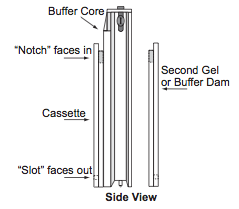 Buffer Core
“Notch” faces in
Second Gel
or Buffer Dam
Cassette
“Slot” faces out
Side View